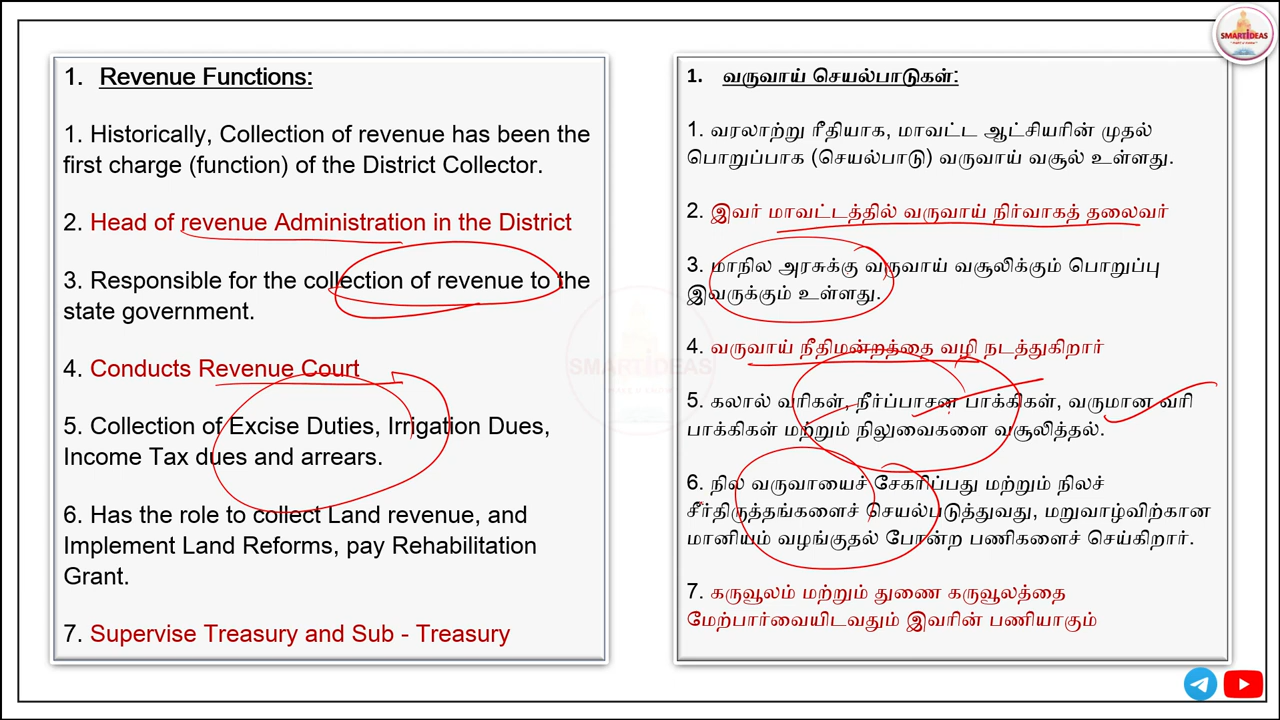 SMARTIDEAS
1. Revenue Functions:
1. Historically, Collection of revenue has been the
first charge (function) of the District Collector.
2. Head of revenue Administration in the District
3. Responsible for the collection of revenue to the
state government.
4. Conducts Revenue Court
5. Collection of Excise Duties, Irrigation Dues,
Income Tax dues and arrears.
6. Has the role to collect Land revenue, and
Implement Land Reforms, pay Rehabilitation
Grant.
7. Supervise Treasury and Sub - Treasury
1. வருவாய் செயல்பாடுகள்:
1. வரலாற்று ரீதியாக, மாவட்ட ஆட்சியரின் முதல்
பொறுப்பாக (செயல்பாடு) வருவாய் வசூல் உள்ளது.
2. இவர் மாவட்டத்தில் வருவாய் நிர்வாகத் தலைவர்
3. மாநில அரசுக்கு வருவாய் வசூலிக்கும் பொறுப்பு
இவருக்கும் உள்ளது.
4. வருவாய் நீதிமன்றத்தை வழி நடத்துகிறார்
5. கலால் வரிகள், நீர்ப்பாசன பாக்கிகள், வருமான வரி
பாக்கிகள் மற்றும் நிலுவைகளை வசூலித்தல்.
6. நில வருவாயைச் சேகரிப்பது மற்றும் நிலச்
சீர்திருத்தங்களைச் செயல்படுத்துவது, மறுவாழ்விற்கான
மானியம் வழங்குதல் போன்ற பணிகளைச் செய்கிறார்.
7. கருவூலம் மற்றும் துணை கருவூலத்தை
மேற்பார்வையிடவதும் இவரின் பணியாகும்
SMARTIDEAS